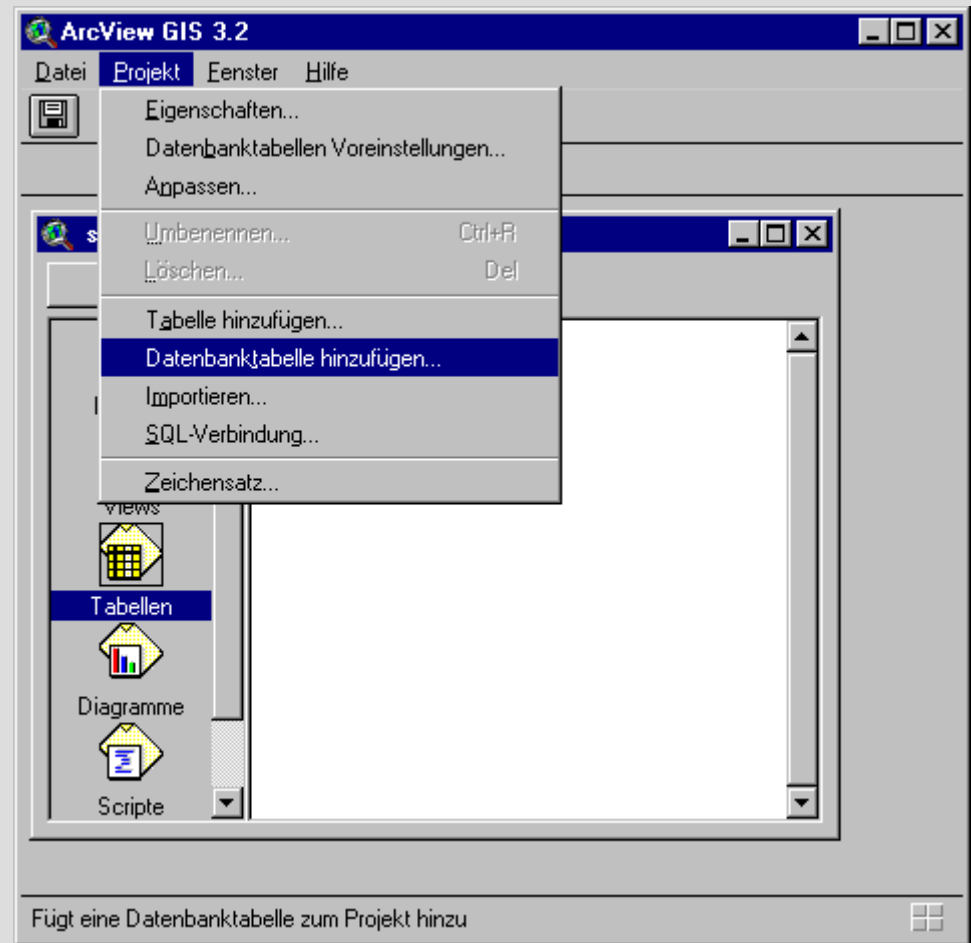 ArcView GIS 3.2
Datei Projekt Fenster Hilfe
Eigenschaften...
Datenbanktabellen Voreinstellungen...
Anpassen...
s
Umbenennen... Ctrl+R
Löschen... Del
Tabelle hinzufügen...
Datenbanktabelle hinzufügen...
Importieren...
SQL-Verbindung...
Zeichensatz...
Views
Tabellen
Diagramme
Scripte
Fügt eine Datenbanktabelle zum Projekt hinzu